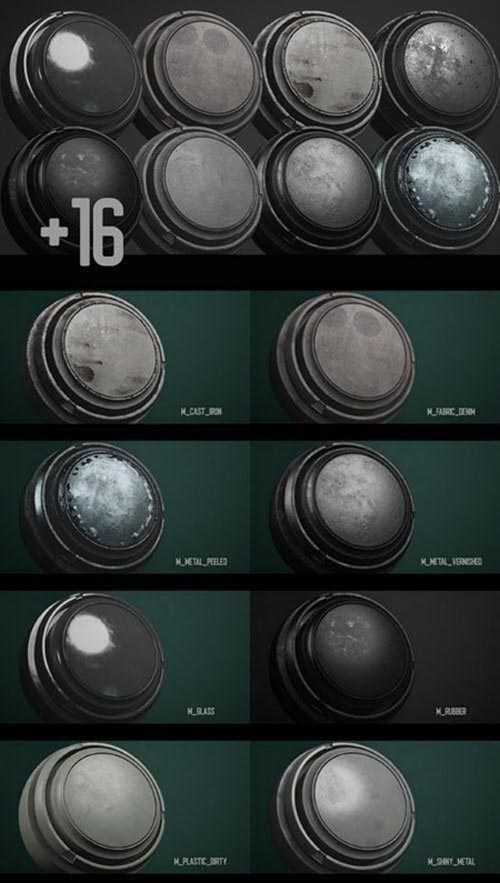 +16
M_CAST_IRON
M_FABRIC_DENIM
M_METAL_PEELED
M_METAL_VERNISHED
M_GLASS
M_RUBBER
M_PLASTIC_DIRTY
M_SHINY_METAL